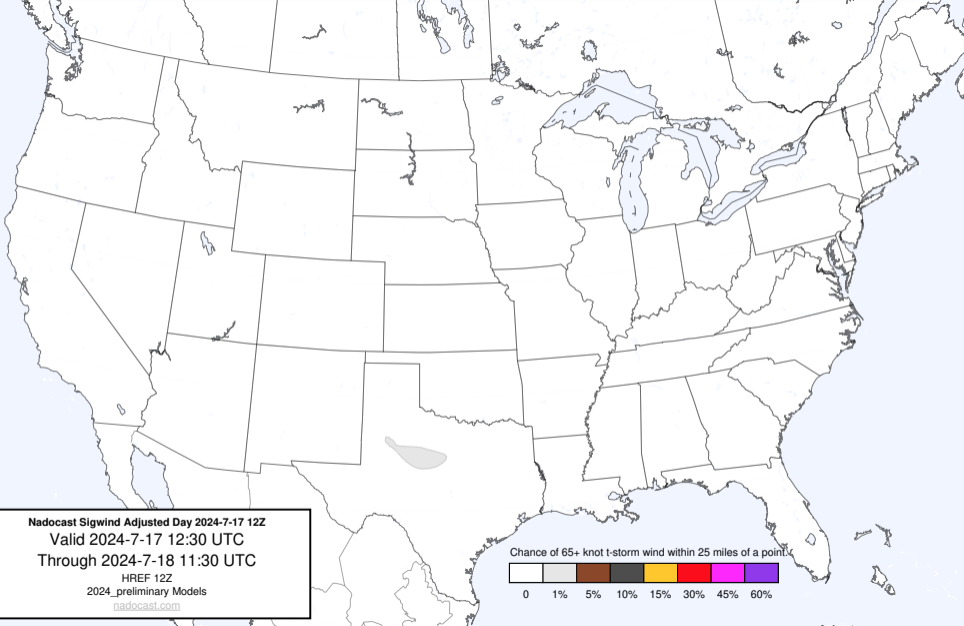 Nadocast Sigwind Adjusted Day 2024-7-17 12Z
Valid 2024-7-17 12:30 UTC
Through 2024-7-18 11:30 UTC
HREF 12Z
2024_preliminary Models
nadocast.com
Chance of 65+ knot t-storm wind within 25 miles of a point.
0 1% 5% 10% 15% 30% 45% 60%